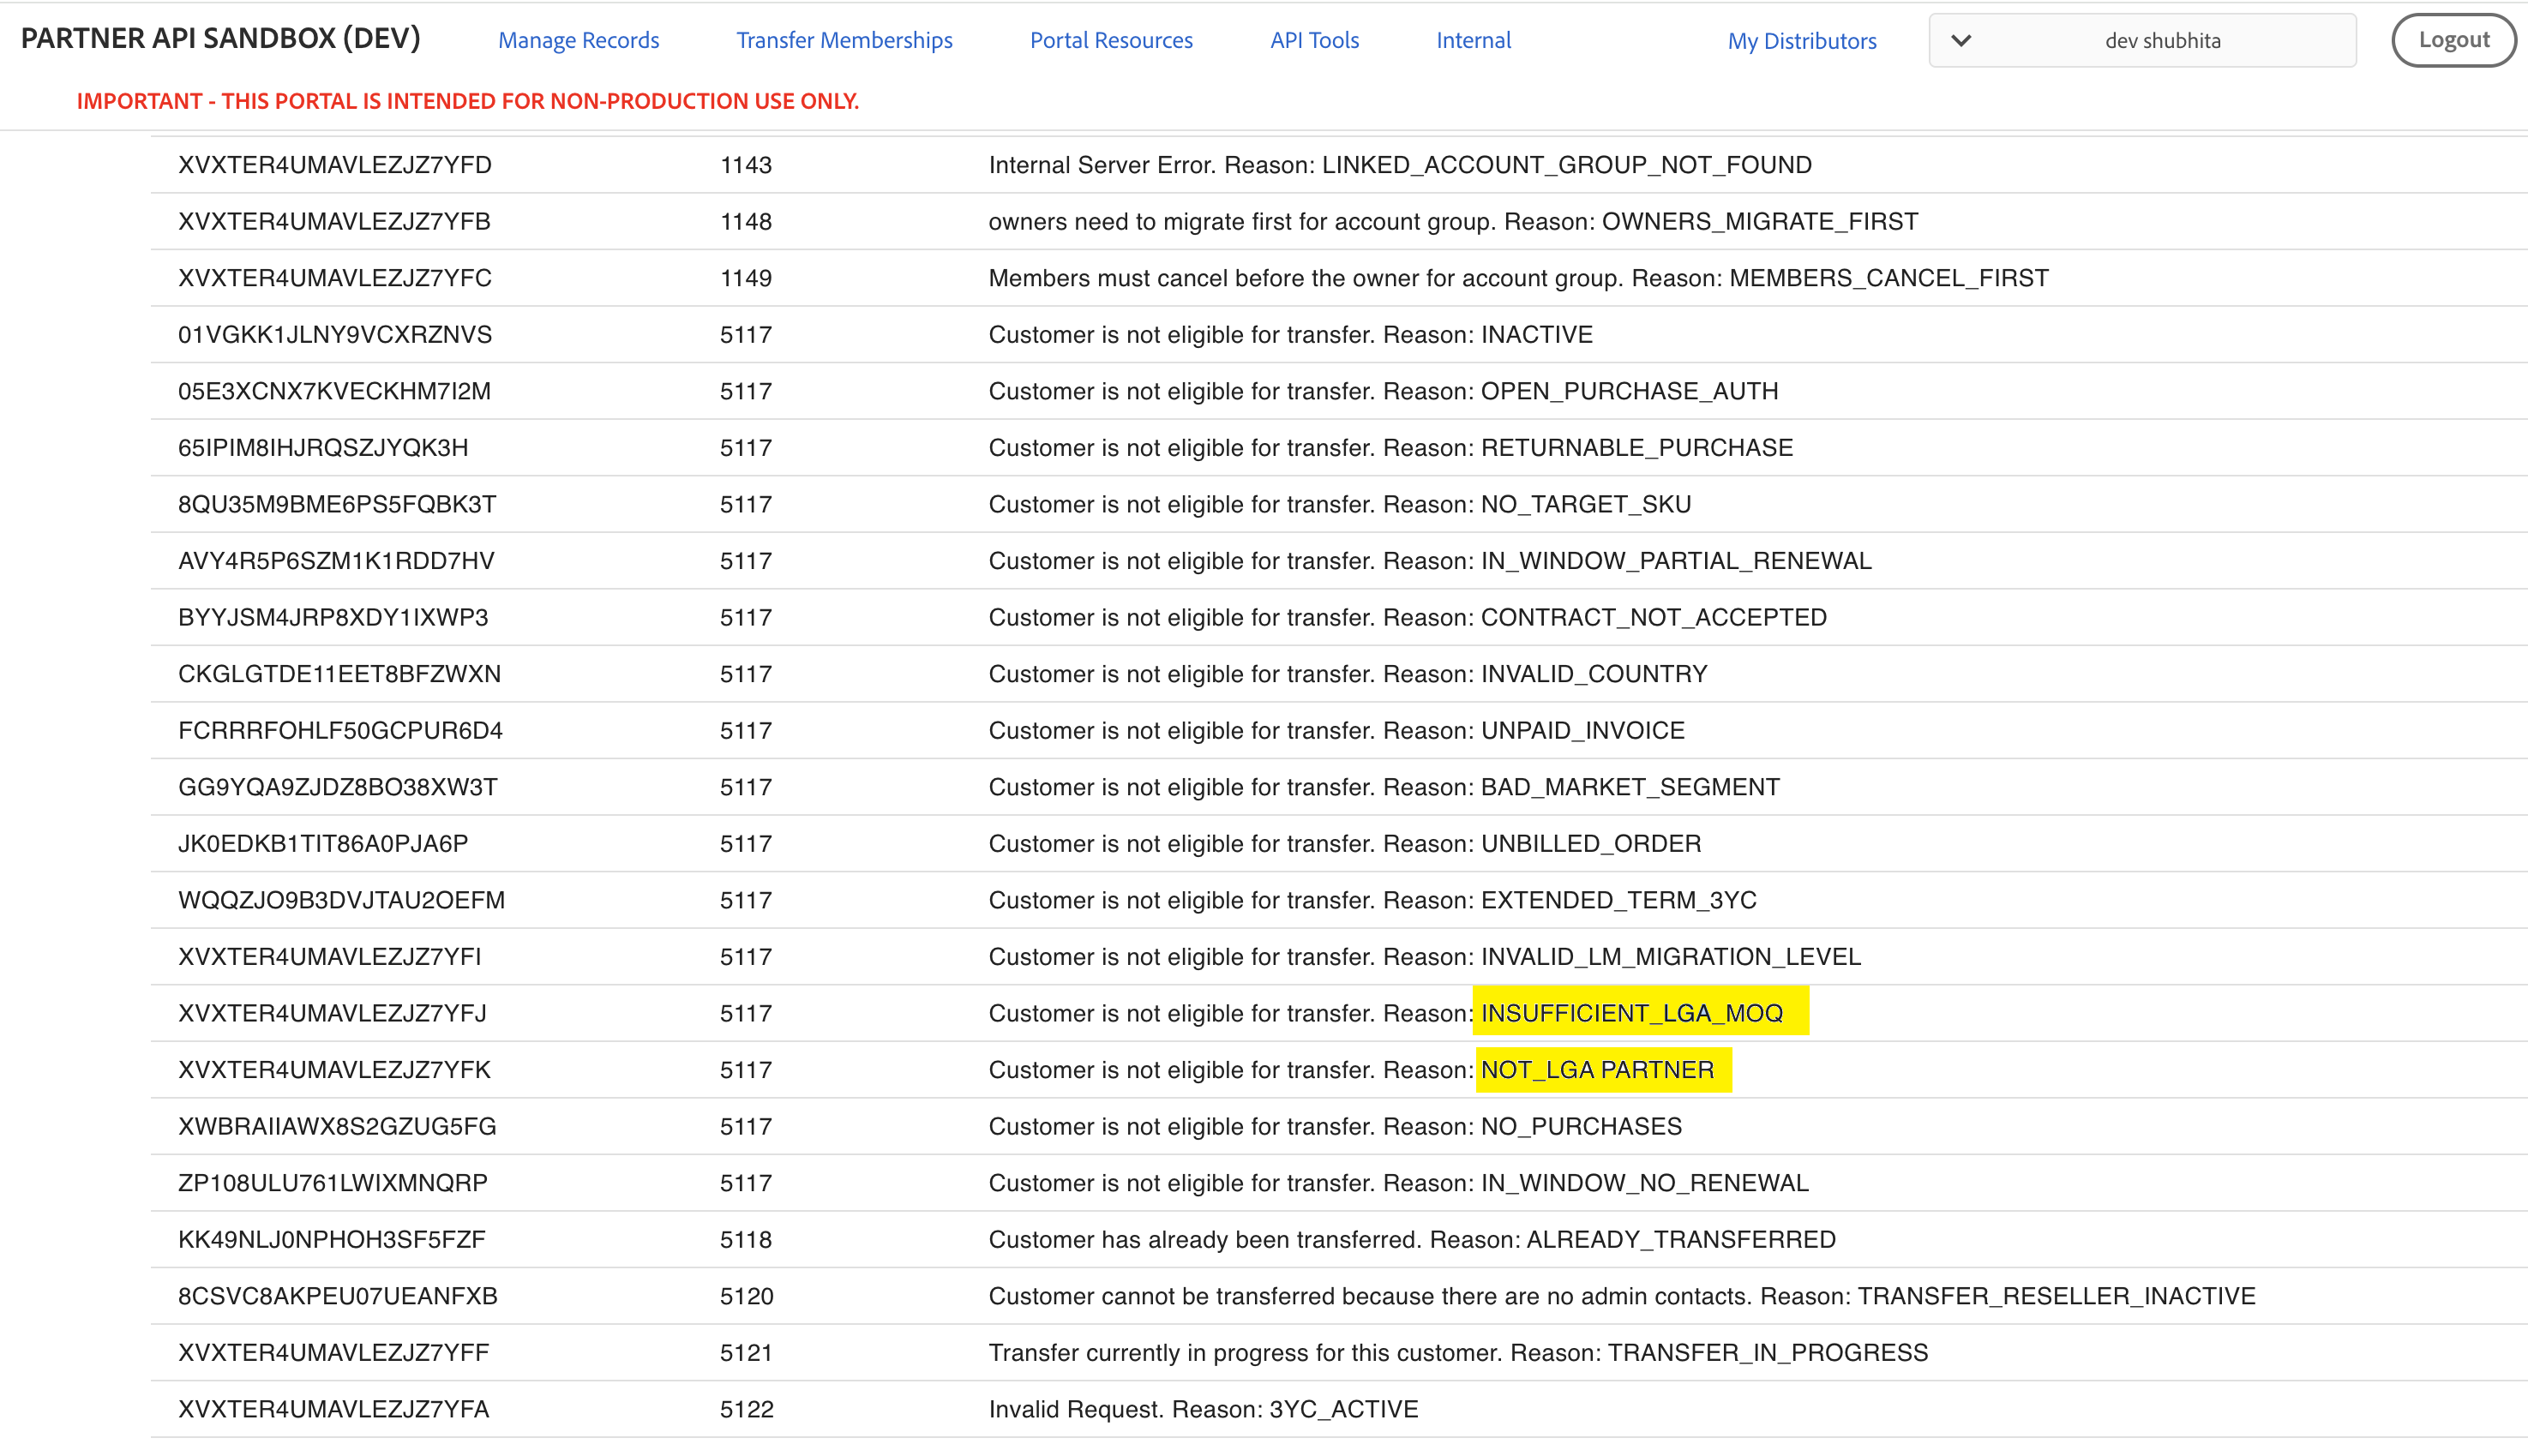 PARTNER API SANDBOX (DEV) Manage Records Transfer Memberships Portal Resources API Tools Internal My Distributors dev shubhita Logout
IMPORTANT - THIS PORTAL IS INTENDED FOR NON-PRODUCTION USE ONLY.
XVXTER4UMAVLEZJZ7YFD 1143 Internal Server Error. Reason: LINKED_ACCOUNT_GROUP_NOT_FOUND
XVXTER4UMAVLEZJZ7YFB 1148 owners need to migrate first for account group. Reason: OWNERS_MIGRATE_FIRST
XVXTER4UMAVLEZJZ7YFC 1149 Members must cancel before the owner for account group. Reason: MEMBERS_CANCEL_FIRST
01VGKK1JLNY9VCXRZNVS 5117 Customer is not eligible for transfer. Reason: INACTIVE
05E3XCNX7KVECKHM7I2M 5117 Customer is not eligible for transfer. Reason: OPEN_PURCHASE_AUTH
65IPIM8IHJRQSZJYQK3H 5117 Customer is not eligible for transfer. Reason: RETURNABLE_PURCHASE
8QU35M9BME6PS5FQBK3T 5117 Customer is not eligible for transfer. Reason: NO_TARGET_SKU
AVY4R5P6SZM1K1RDD7HV 5117 Customer is not eligible for transfer. Reason: IN_WINDOW_PARTIAL_RENEWAL
BYYJSM4JRP8XDY1IXWP3 5117 Customer is not eligible for transfer. Reason: CONTRACT_NOT_ACCEPTED
CKGLGTDE11EET8BFZWXN 5117 Customer is not eligible for transfer. Reason: INVALID_COUNTRY
FCRRRFOHLF50GCPUR6D4 5117 Customer is not eligible for transfer. Reason: UNPAID_INVOICE
GG9YQA9ZJDZ8BO38XW3T 5117 Customer is not eligible for transfer. Reason: BAD_MARKET_SEGMENT
JK0EDKB1TIT86A0PJA6P 5117 Customer is not eligible for transfer. Reason: UNBILLED_ORDER
WQQZJO9B3DVJTAU2OEFM 5117 Customer is not eligible for transfer. Reason: EXTENDED_TERM_3YC
XVXTER4UMAVLEZJZ7YFI 5117 Customer is not eligible for transfer. Reason: INVALID_LM_MIGRATION_LEVEL
XVXTER4UMAVLEZJZ7YFJ 5117 Customer is not eligible for transfer. Reason: INSUFFICIENT_LGA_MOQ
XVXTER4UMAVLEZJZ7YFK 5117 Customer is not eligible for transfer. Reason: NOT_LGA PARTNER
XWBRAIIAWX8S2GZUG5FG 5117 Customer is not eligible for transfer. Reason: NO_PURCHASES
ZP108ULU761LWIXMNQRP 5117 Customer is not eligible for transfer. Reason: IN_WINDOW_NO_RENEWAL
KK49NLJ0NPHOH3SF5FZF 5118 Customer has already been transferred. Reason: ALREADY_TRANSFERRED
8CSVC8AKPEU07UEANFXB 5120 Customer cannot be transferred because there are no admin contacts. Reason: TRANSFER_RESELLER_INACTIVE
XVXTER4UMAVLEZJZ7YFF 5121 Transfer currently in progress for this customer. Reason: TRANSFER_IN_PROGRESS
XVXTER4UMAVLEZJZ7YFA 5122 Invalid Request. Reason: 3YC_ACTIVE